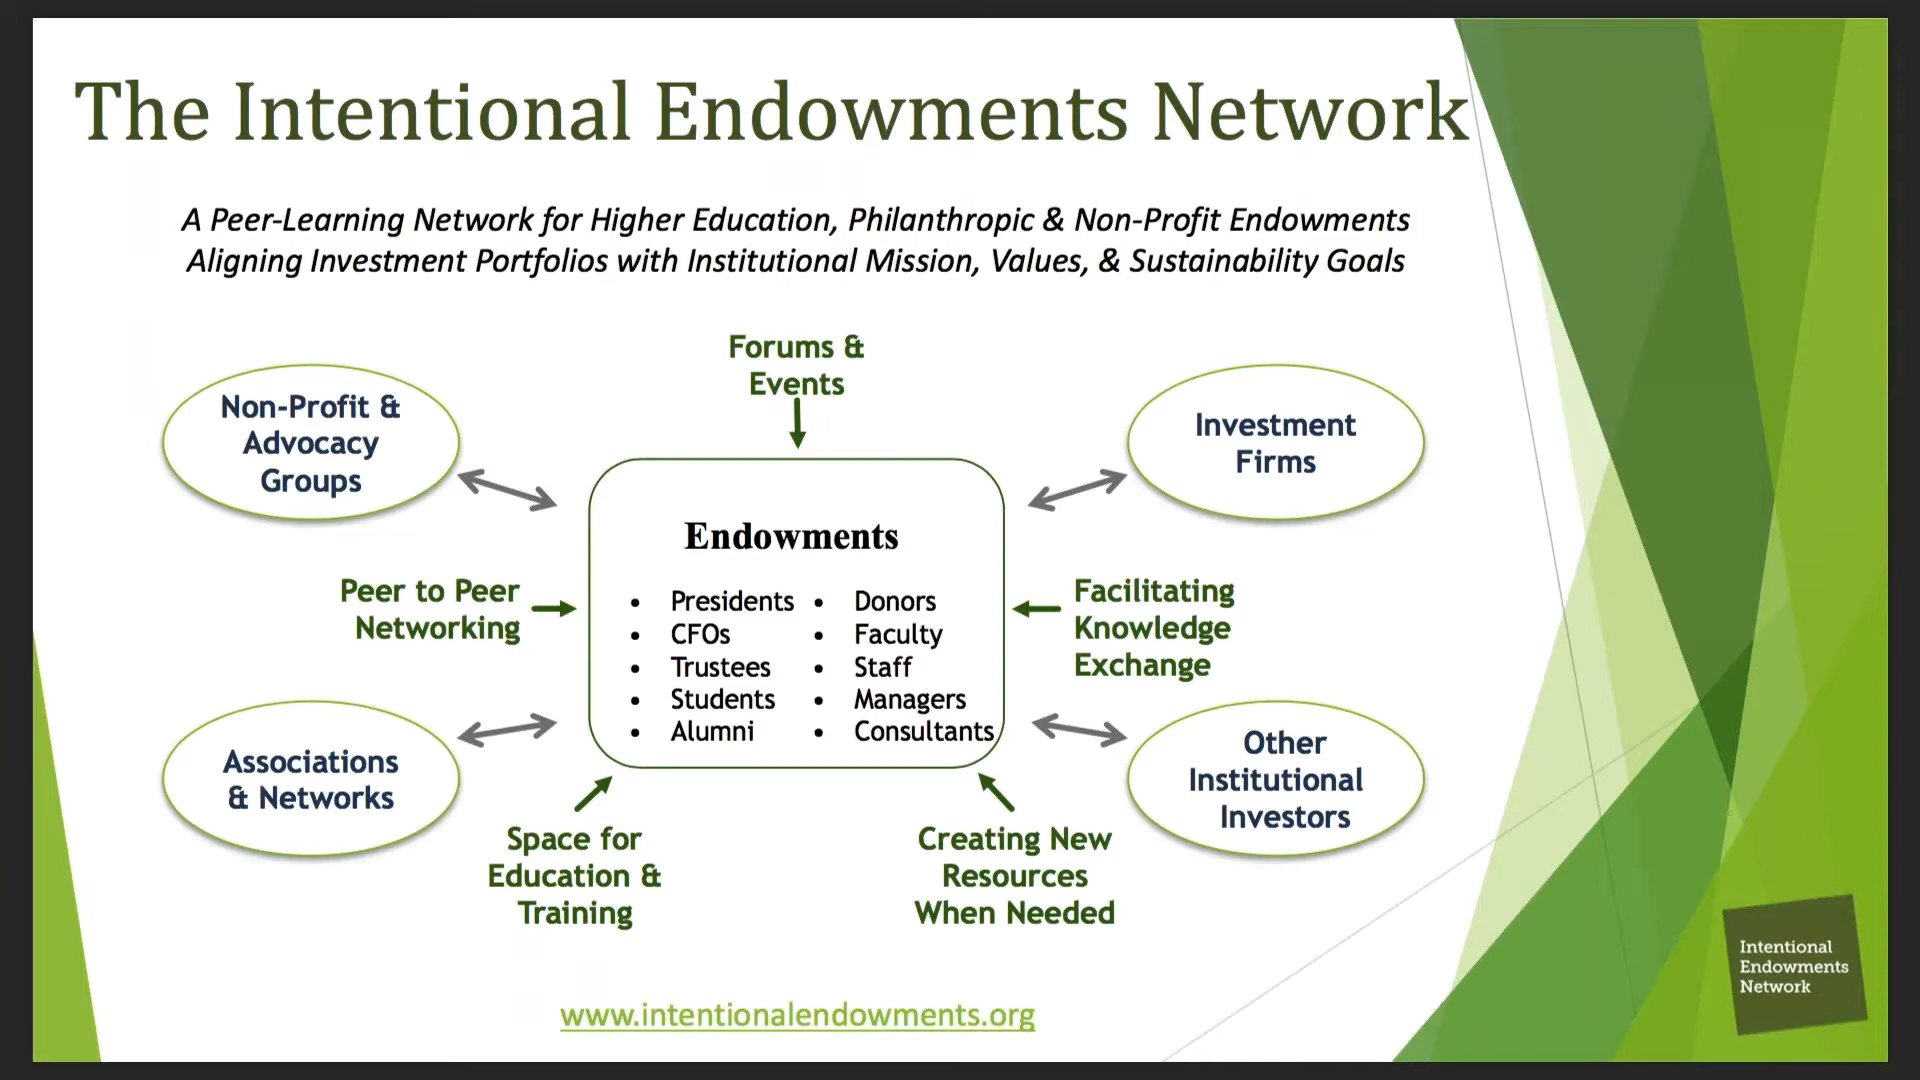 The Intentional Endowments Network
A Peer-Learning Network for Higher Education, Philanthropic & Non-Profit Endowments
Aligning Investment Portfolios with Institutional Mission, Values, & Sustainability Goals
Forums &
Events
Non-Profit &
Advocacy
Groups
Investment
Firms
Endowments
Peer to Peer
Networking
• Presidents
• CFOs
• Trustees
• Students
• Alumni
• Donors
• Faculty
• Staff
• Managers
• Consultants
Facilitating
Knowledge
Exchange
Associations
& Networks
Other
Institutional
Investors
Space for
Education &
Training
Creating New
Resources
When Needed
www.intentionalendowments.org
Intentional
Endowments
Network